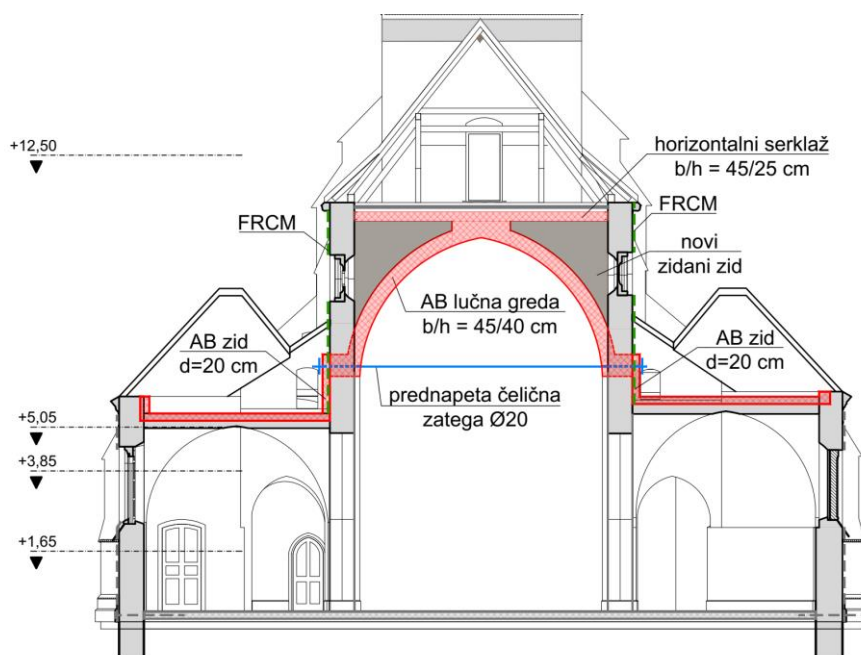 +12,50
horizontalni serklaž
b/h = 45/25 cm
FRCM
FRCM
novi
zidani zid
AB lučna greda
b/h = 45/40 cm
AB zid
d=20 cm
AB zid
d=20 cm
prednapeta čelična
zatega Ø20
+5,05
+3,85
+1,65